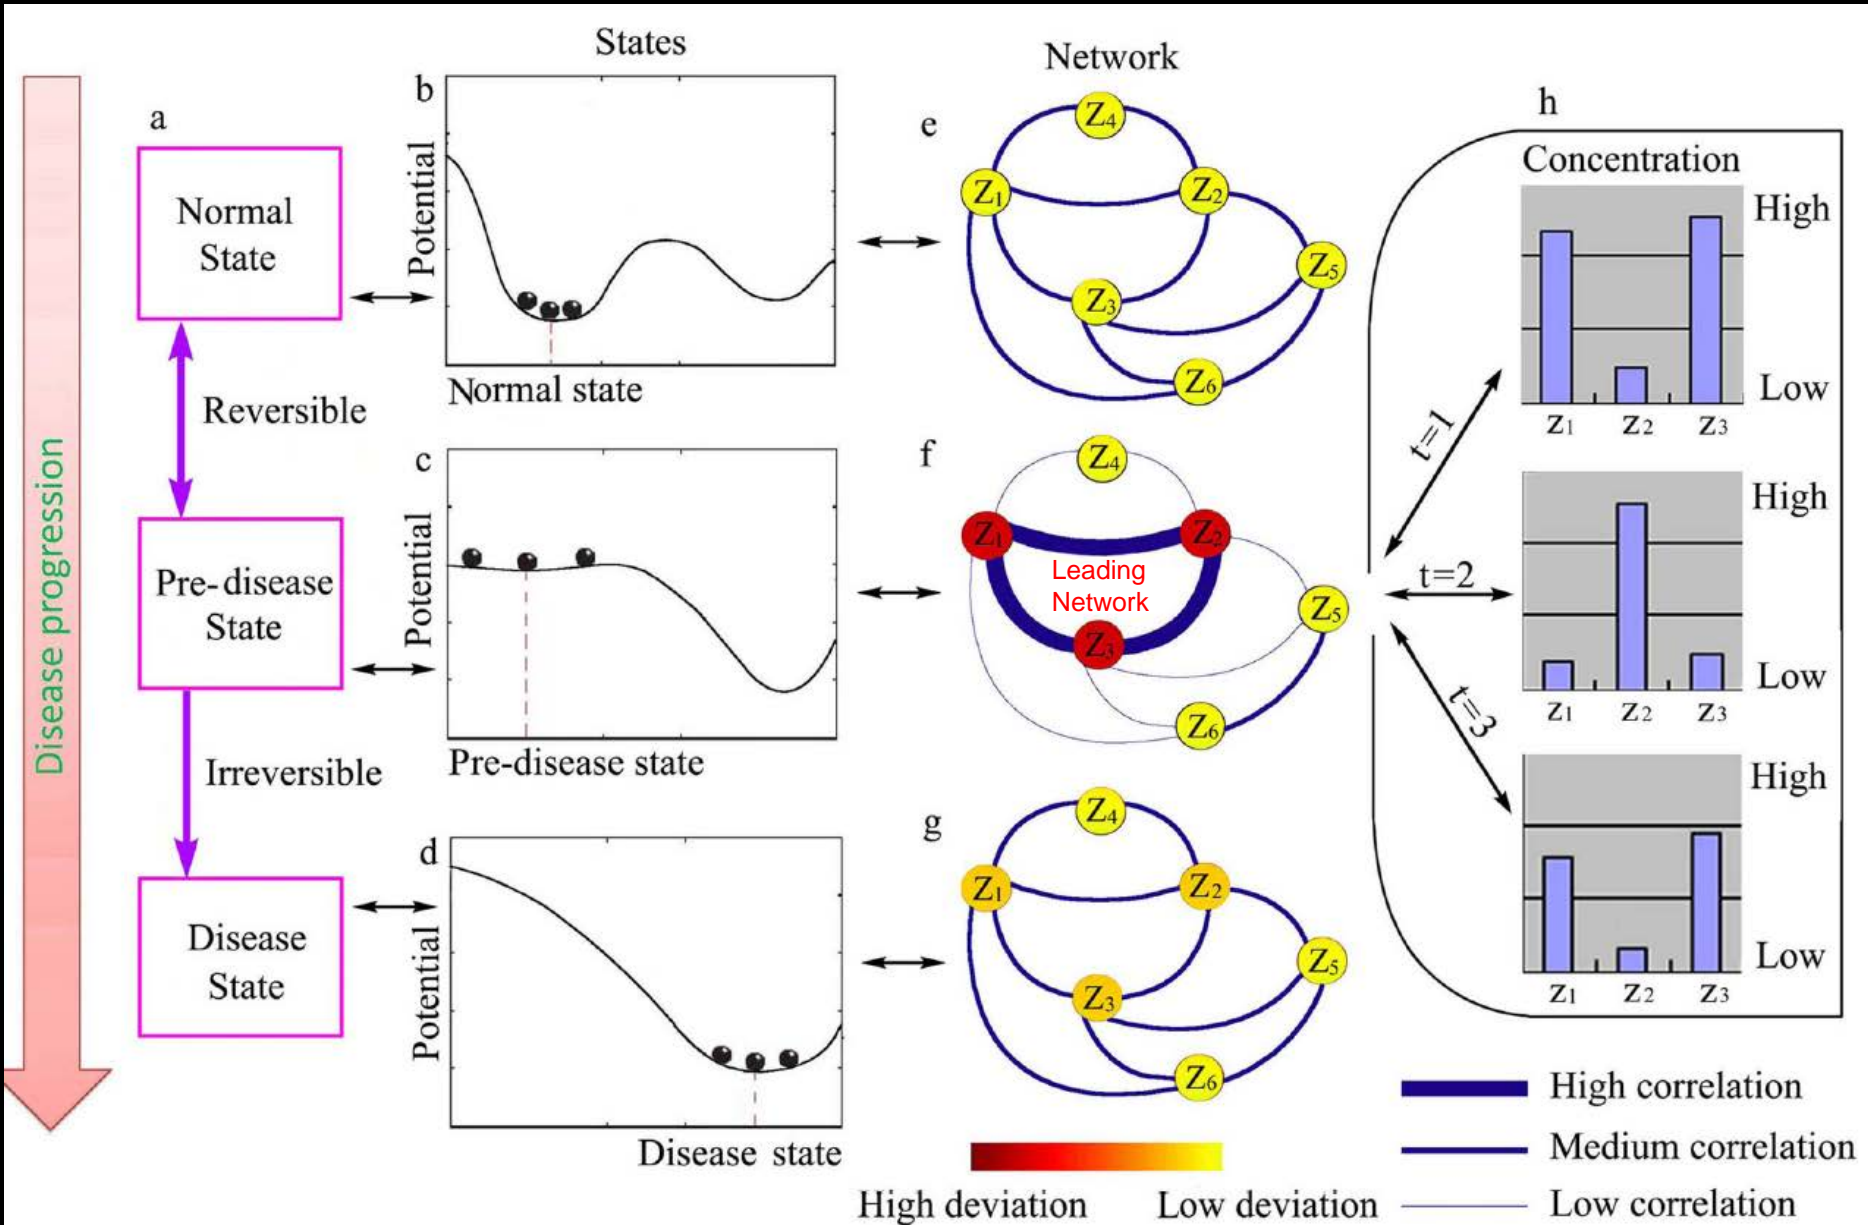 Disease progression
a
Normal
State
Reversible
Pre-disease
State
Irreversible
Disease
State
States
b
Potential
Normal state
c
Potential
Pre-disease state
d
Potential
Disease state
Network
e
Z4
Z1
Z2
Z5
Z3
Z6
f
Z4
Z1
Z2
Leading
Network
Z5
Z3
Z6
g
Z4
Z1
Z2
Z5
Z3
Z6
High deviation
Low deviation
h
Concentration
High
Low
z1 z2 z3
t=1
High
Low
z1 z2 z3
t=2
High
Low
z1 z2 z3
t=3
High correlation
Medium correlation
Low correlation